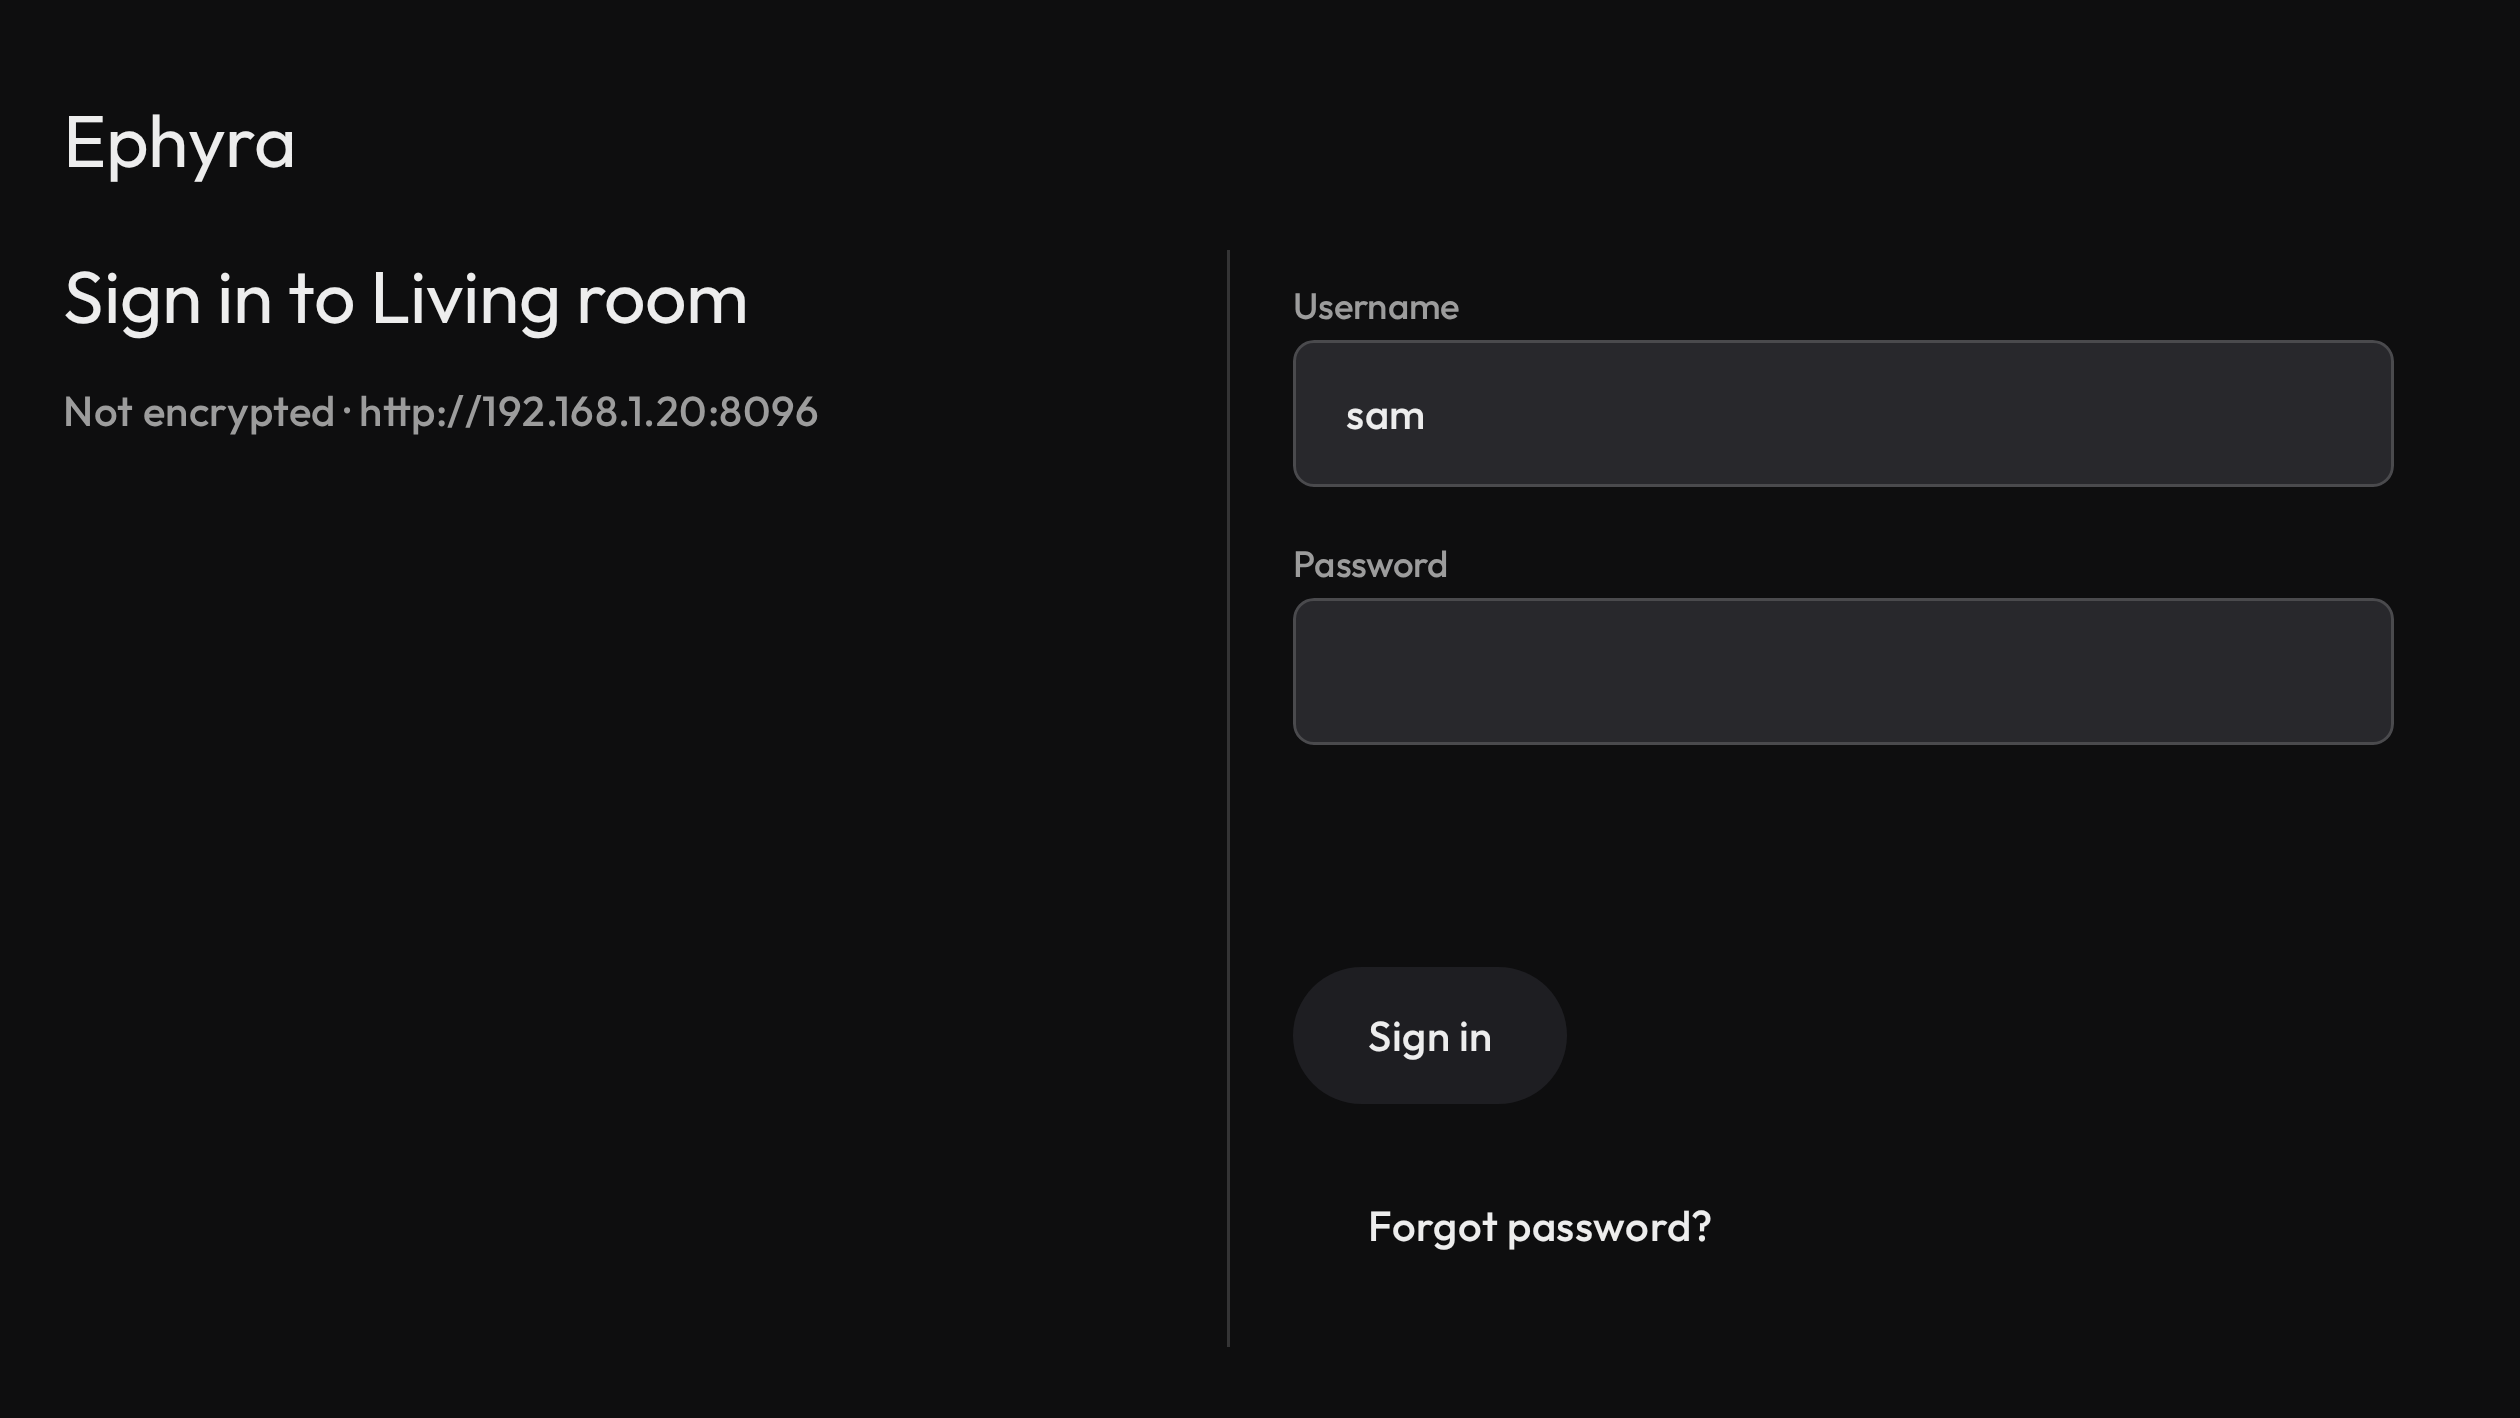 Ephyra
Sign in to Living room
Not encrypted · http://192.168.1.20:8096
Username
sam
Password
Sign in
Forgot password?